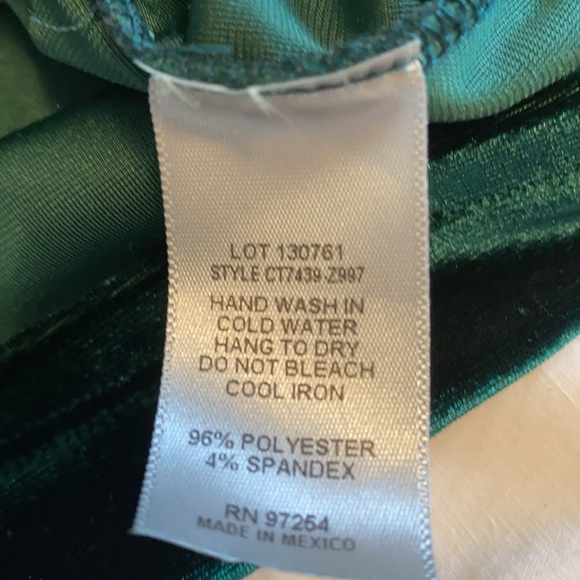 LOT 130761
STYLE CT7439-Z997
HAND WASH IN
COLD WATER
HANG TO DRY
DO NOT BLEACH
COOL IRON
96% POLYESTER
4% SPANDEX
RN 97254
MADE IN MEXICO